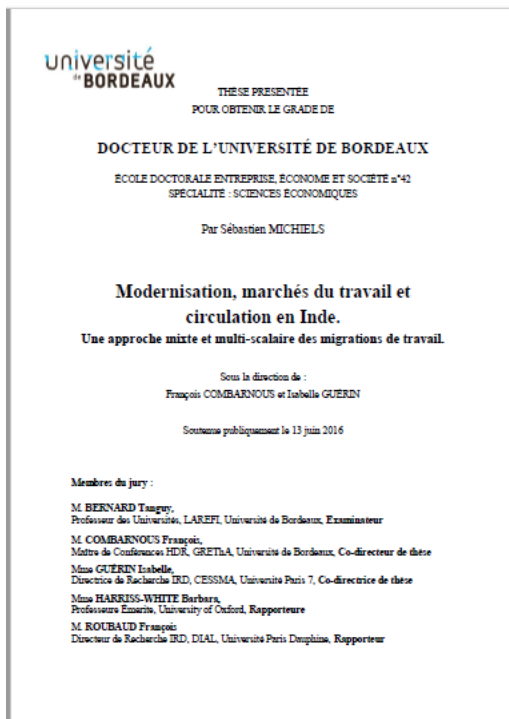 université
de BORDEAUX
THÈSE PRESENTÉE
POUR OBTENIR LE GRADE DE
DOCTEUR DE L'UNIVERSITÉ DE BORDEAUX
ÉCOLE DOCTORALE ENTREPRISE, ÉCONOME ET SOCIÉTÉ n°42
SPÉCIALITÉ : SCIENCES ÉCONOMIQUES
Par Sébastien MICHIELS
Modernisation, marchés du travail et
circulation en Inde.
Une approche mixte et multi-scalaire des migrations de travail.
Sous la direction de :
François COMBARNOUS et Isabelle GUÉRIN
Soutenue publiquement le 13 juin 2016
Membres du jury :
M. BERNARD Tanguy,
Professeur des Universités, LAREFI, Université de Bordeaux, Examinateur
M. COMBARNOUS François,
Maître de Conférences HDR, GREThA, Université de Bordeaux, Co-directeur de thèse
Mme GUÉRIN Isabelle,
Directrice de Recherche IRD, CESSMA, Université Paris 7, Co-directrice de thèse
Mme HARRISS-WHITE Barbara,
Professeure Émerite, University of Oxford, Rapporteure
M. ROUBAUD François
Directeur de Recherche IRD, DIAL, Université Paris Dauphine, Rapporteur